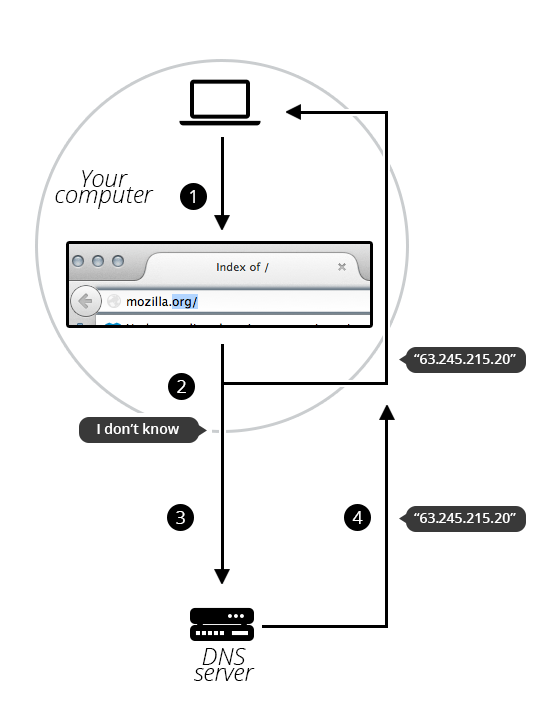 Your
computer
1
Index of /
mozilla.org/
2
"63.245.215.20"
I don't know
3
4
"63.245.215.20"
DNS
server